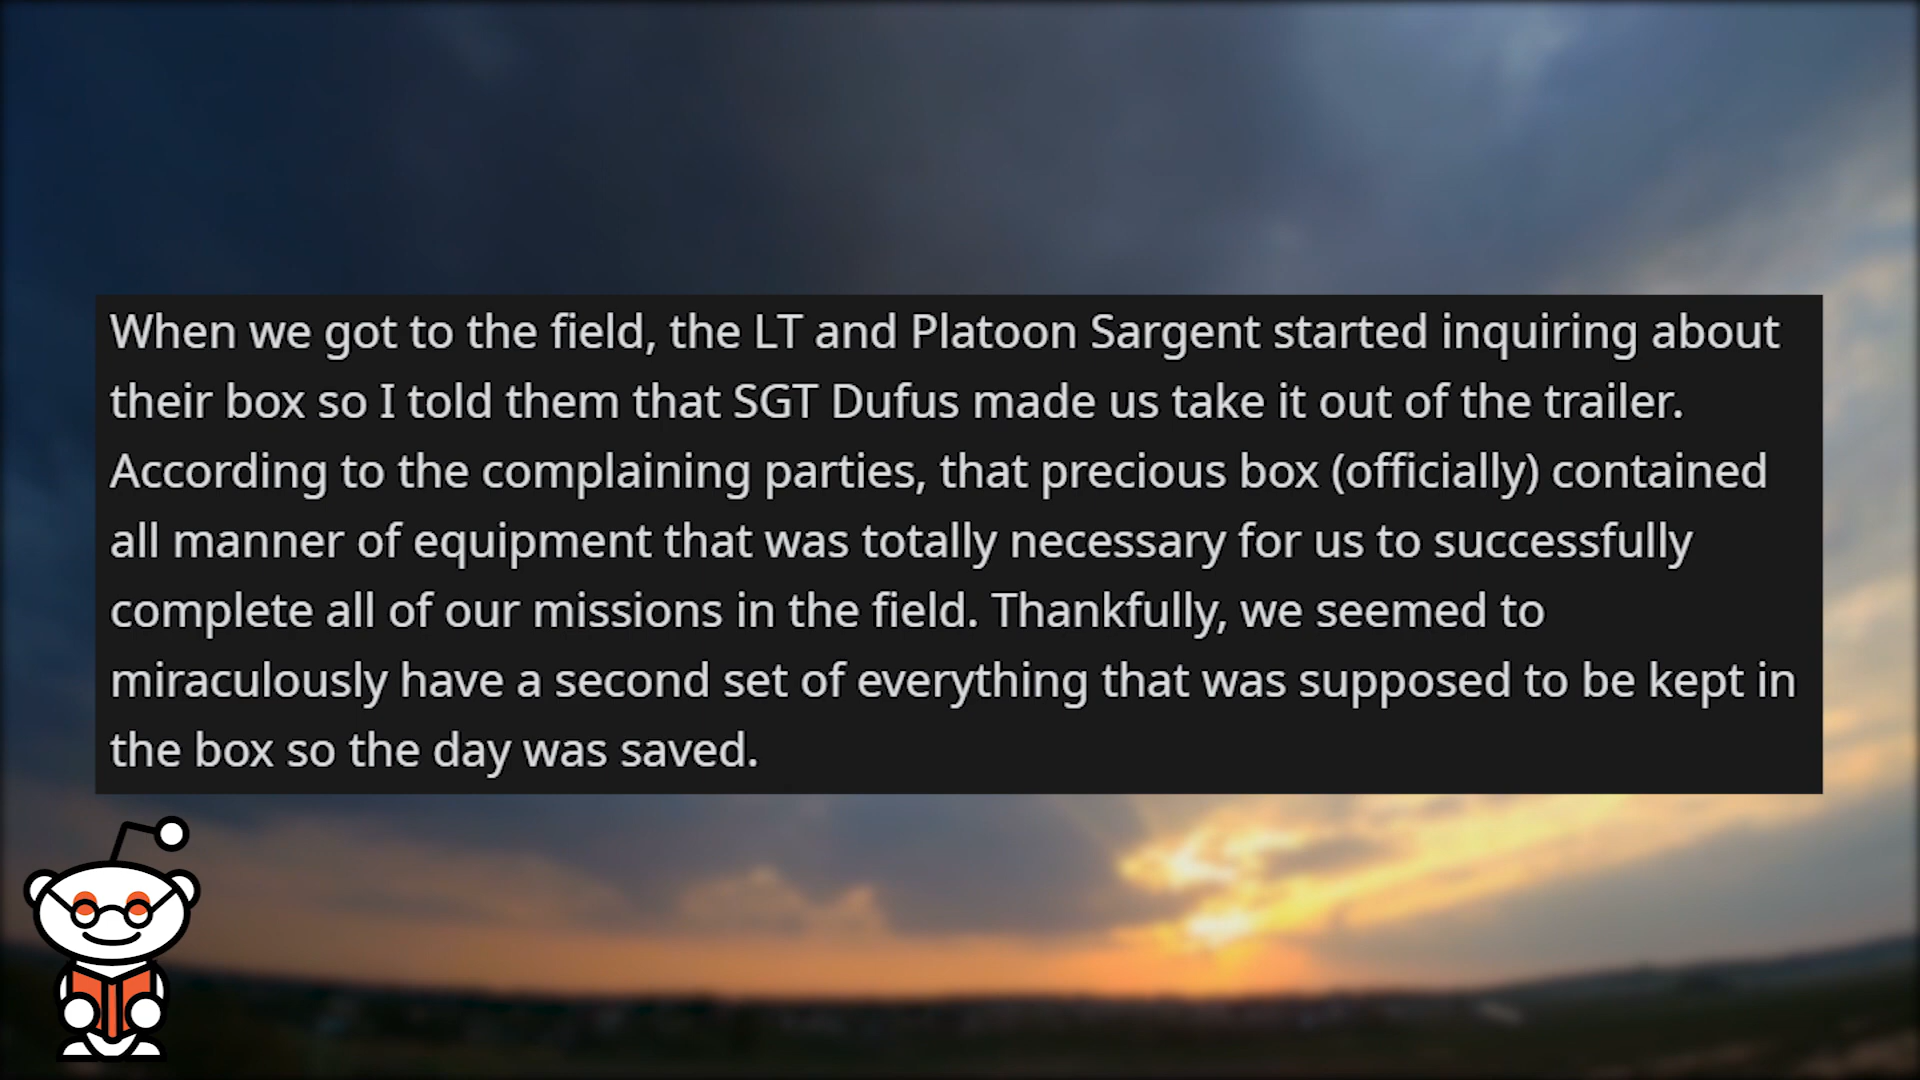 When we got to the field, the LT and Platoon Sargent started inquiring about
their box so I told them that SGT Dufus made us take it out of the trailer.
According to the complaining parties, that precious box (officially) contained
all manner of equipment that was totally necessary for us to successfully
complete all of our missions in the field. Thankfully, we seemed to
miraculously have a second set of everything that was supposed to be kept in
the box so the day was saved.